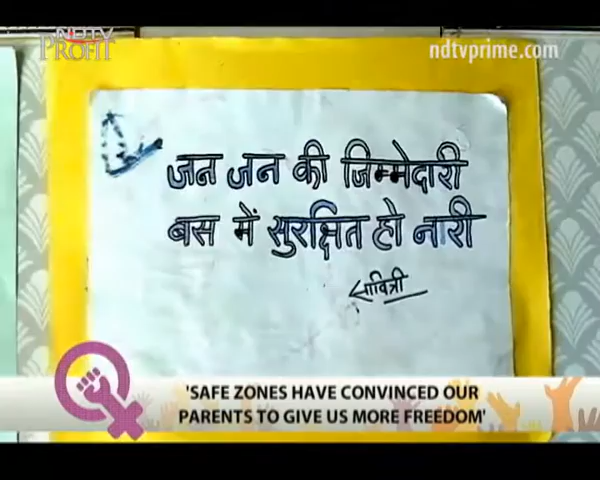 NDTV
PROFIT
ndtvprime.com
जन जन की जिम्मेदारी
बस में सुरक्षित हो नारी
सावित्री
'SAFE ZONES HAVE CONVINCED OUR
PARENTS TO GIVE US MORE FREEDOM'